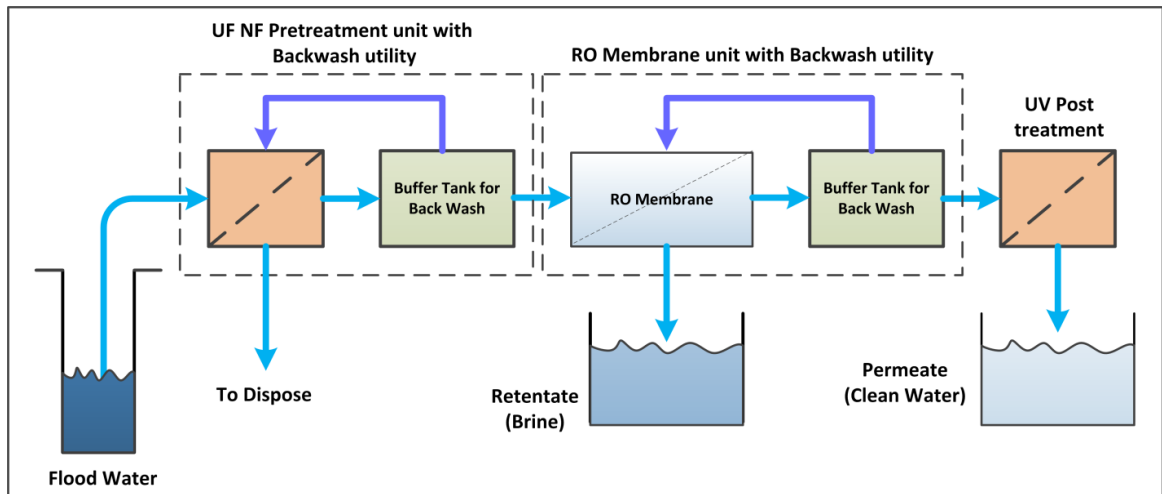 UF NF Pretreatment unit with
Backwash utility
RO Membrane unit with Backwash utility
UV Post
treatment
Buffer Tank for
Back Wash
RO Membrane
Buffer Tank for
Back Wash
To Dispose
Retentate
(Brine)
Permeate
(Clean Water)
Flood Water